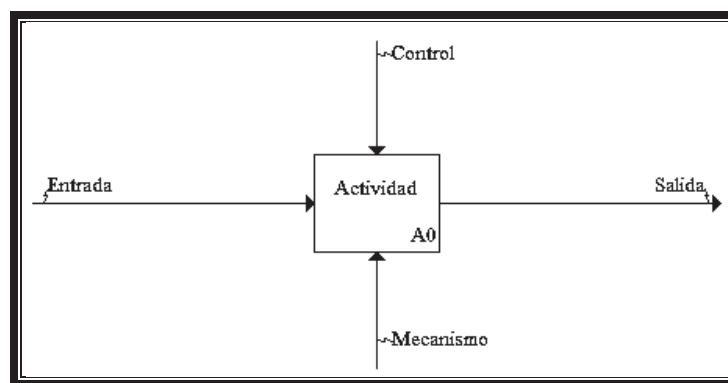 Control
Entrada
Actividad
Salida
A0
Mecanismo